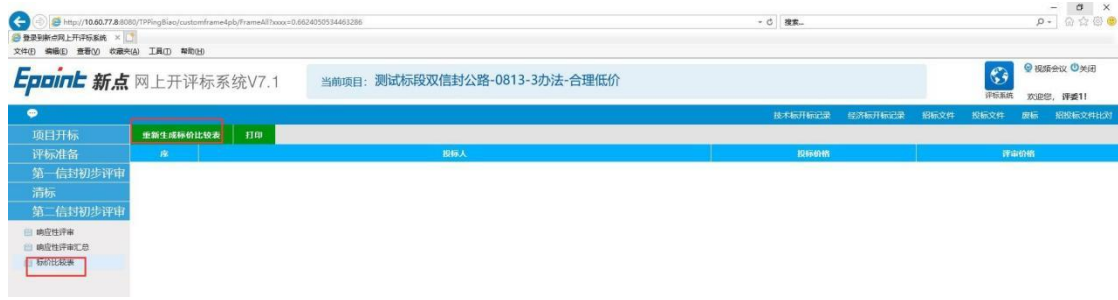 http://10.60.77.8:8080/TPPingBiao/customframe4pb/FrameAll?xxxx=0.6624050534463286
搜索...
登录到新点网上开评标系统
文件(F) 编辑(E) 查看(V) 收藏夹(A) 工具(T) 帮助(H)
Epoint 新点 网上开评标系统V7.1
当前项目：测试标段双信封公路-0813-3办法-合理低价
评标系统
视频会议 关闭
欢迎您，评委1!
技术标开标记录 经济标开标记录 招标文件 投标文件 废标 招投标文件比对
项目开标
重新生成标价比较表 打印
评标准备
序 投标人 投标价格 评审价格
第一信封初步评审
清标
第二信封初步评审
响应性评审
响应性评审汇总
标价比较表